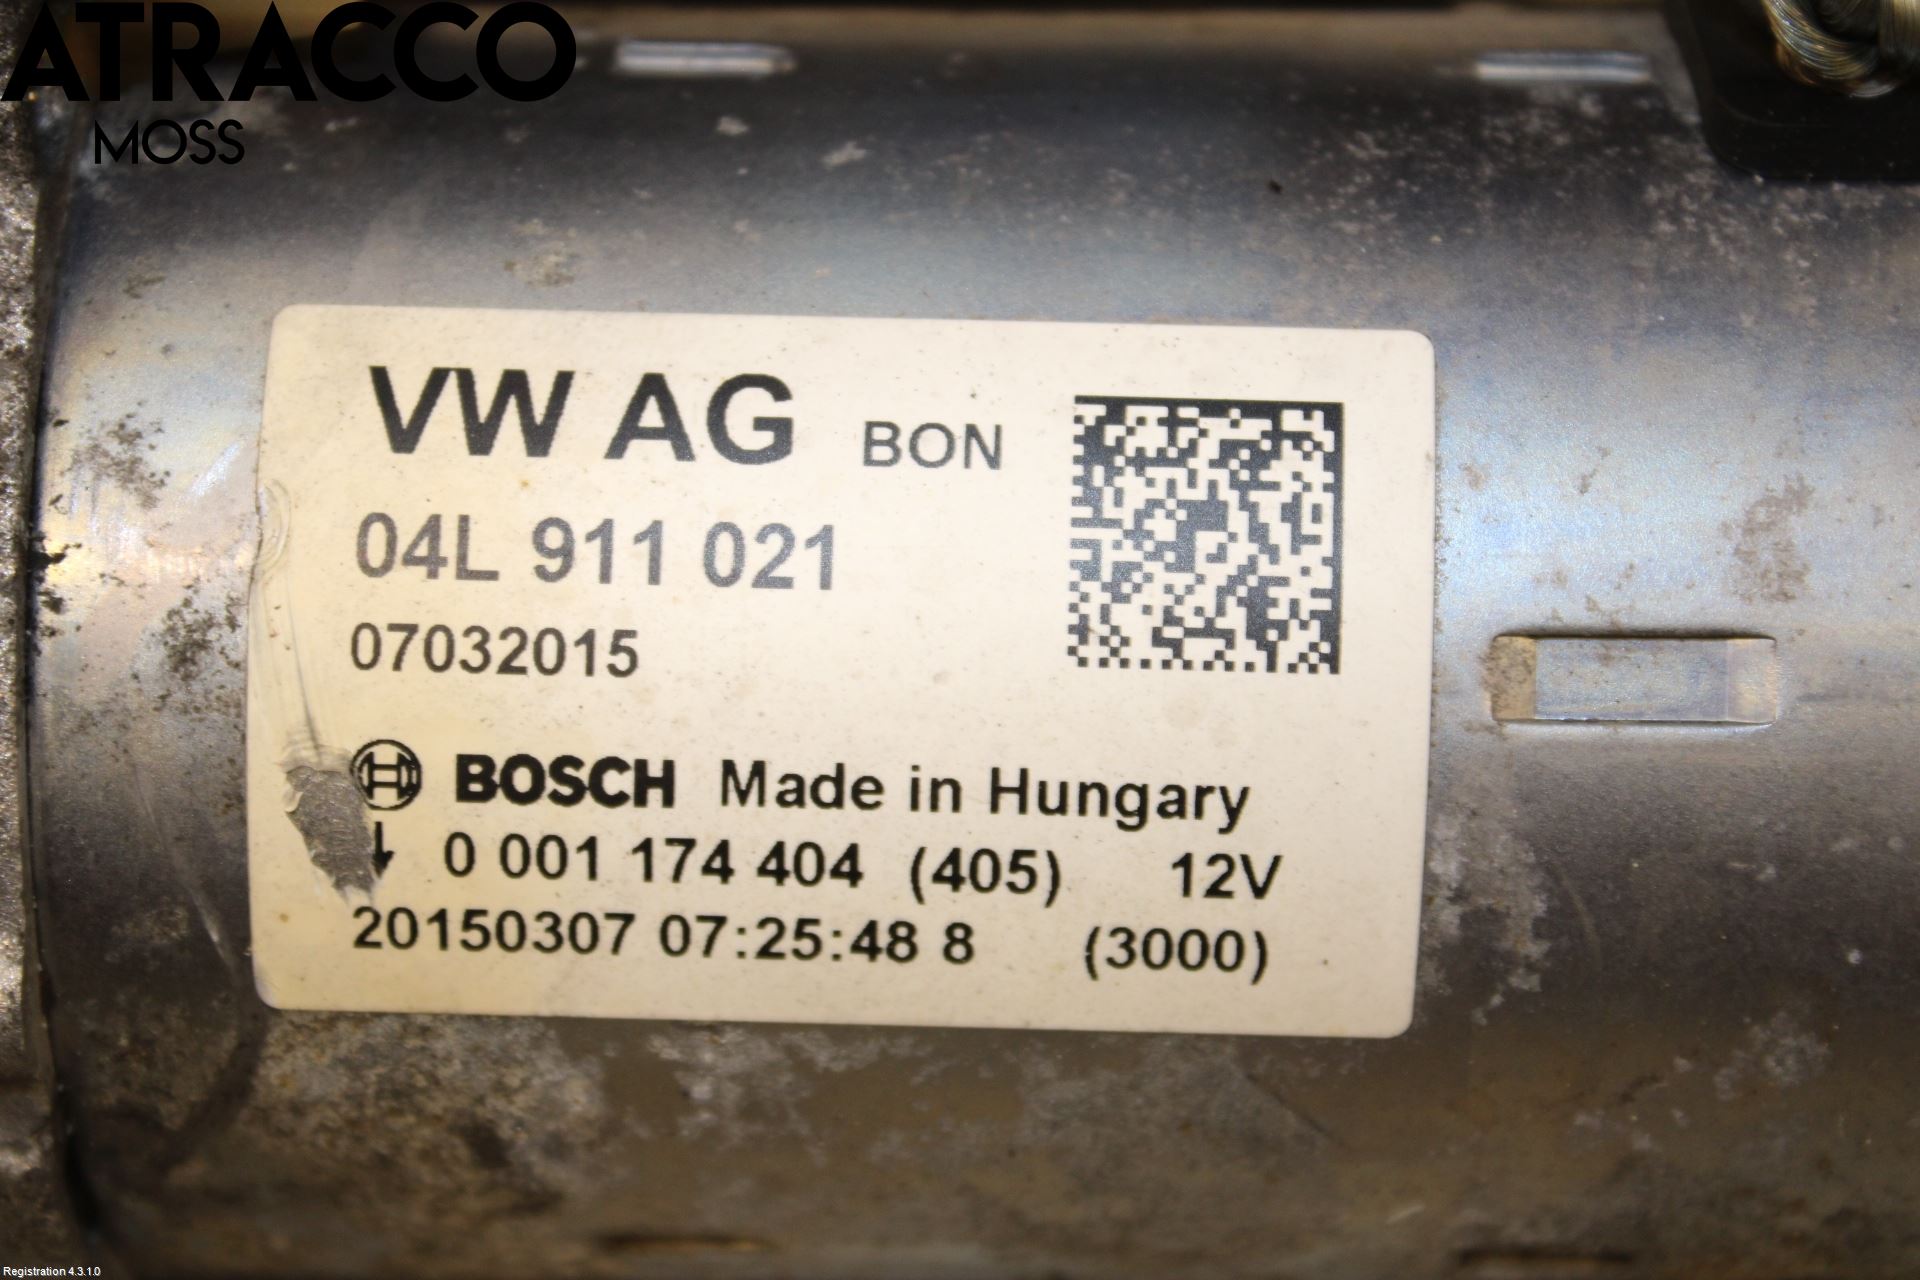 ATRACCO
MOSS
VW AG BON
04L 911 021
07032015
BOSCH Made in Hungary
0 001 174 404 (405) 12V
20150307 07:25:48 8 (3000)
Registration 4.3.1.0